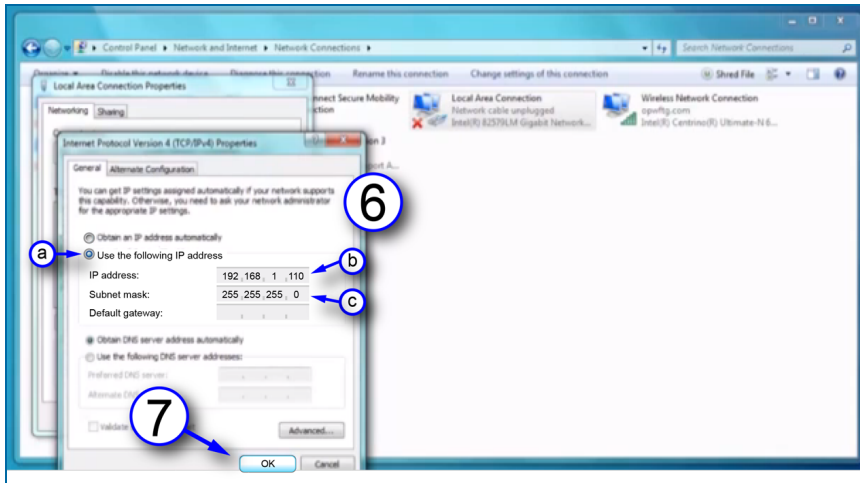 Control Panel ▸ Network and Internet ▸ Network Connections ▸
Search Network Connections
Organize Disable this network device Diagnose this connection Rename this connection Change settings of this connection Shred File
Local Area Connection Properties
Networking Sharing
nnect Secure Mobility
ction
Local Area Connection
Network cable unplugged
Intel(R) 82579LM Gigabit Network...
Wireless Network Connection
opwftg.com
Intel(R) Centrino(R) Ultimate-N 6...
ion 3
port A...
Internet Protocol Version 4 (TCP/IPv4) Properties
General Alternate Configuration
You can get IP settings assigned automatically if your network supports
this capability. Otherwise, you need to ask your network administrator
for the appropriate IP settings.
6
Obtain an IP address automatically
a
Use the following IP address
b
IP address: 192 . 168 . 1 . 110
Subnet mask: 255 . 255 . 255 . 0
c
Default gateway: . . .
Obtain DNS server address automatically
Use the following DNS server addresses:
Preferred DNS server: . . .
Alternate DN
7
Validate
Advanced...
OK Cancel